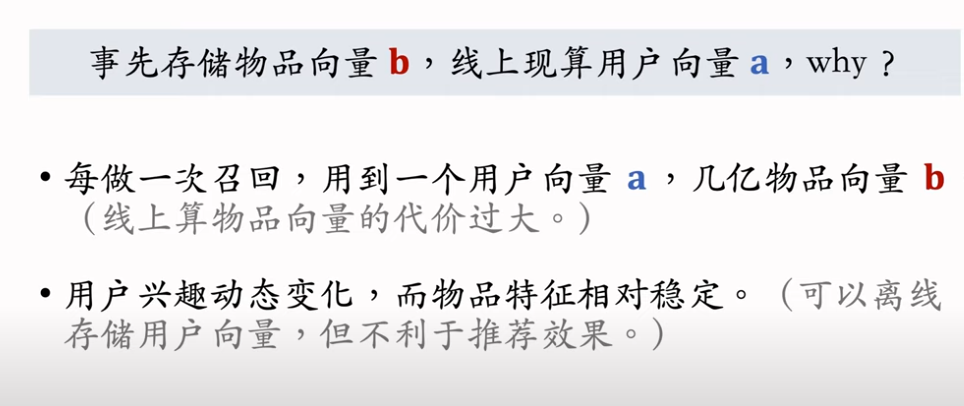 事先存储物品向量 b，线上现算用户向量 a，why？
• 每做一次召回，用到一个用户向量 a，几亿物品向量 b
（线上算物品向量的代价过大。）
• 用户兴趣动态变化，而物品特征相对稳定。（可以离线
存储用户向量，但不利于推荐效果。）